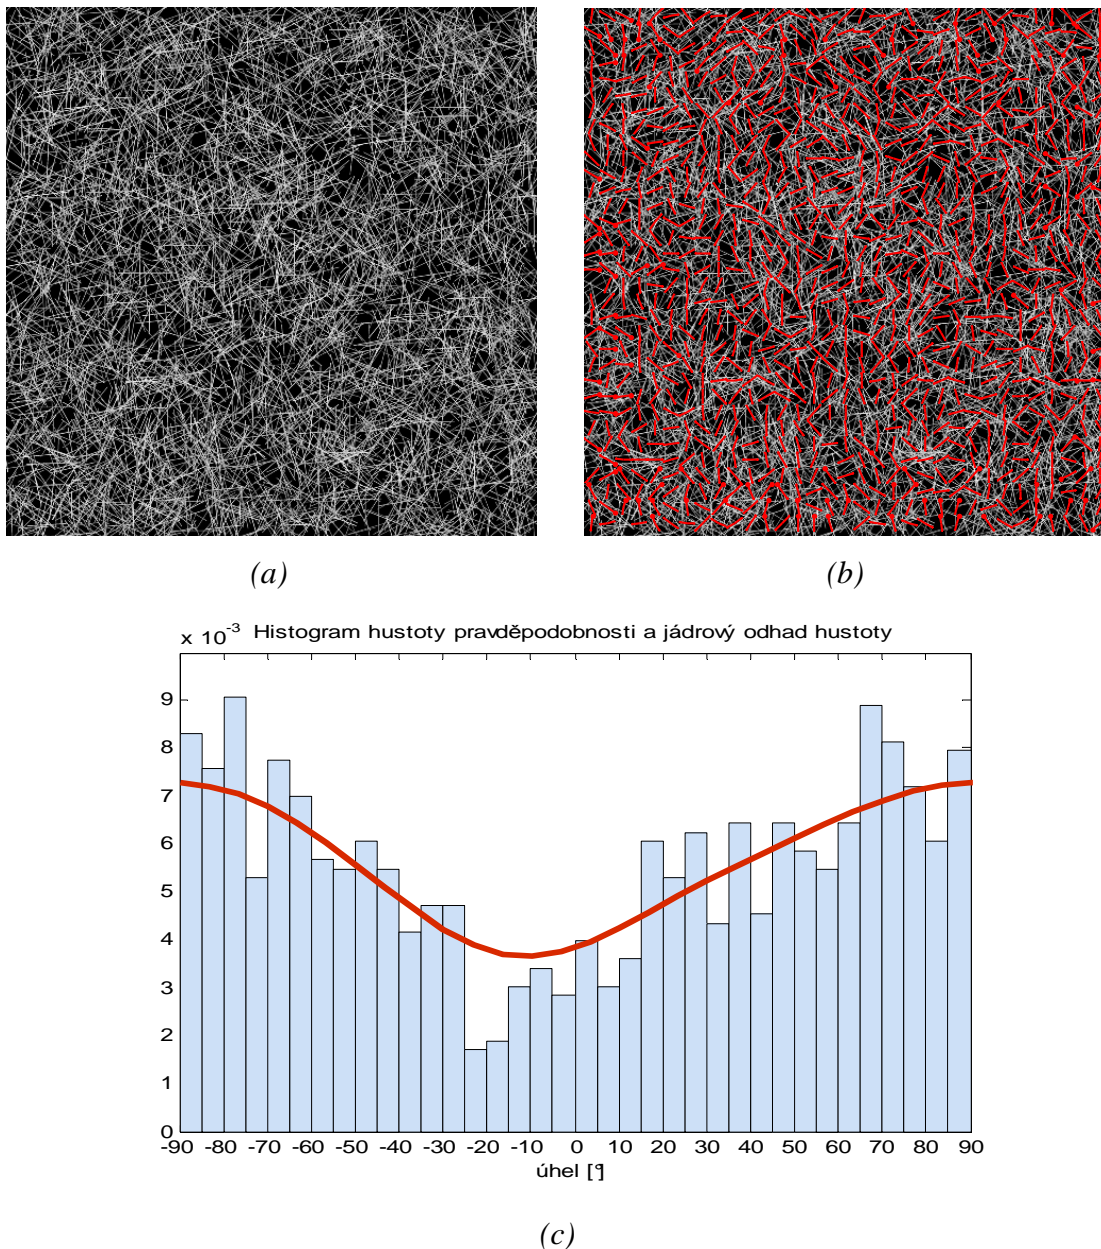 (a)
(b)
x 10⁻³ Histogram hustoty pravděpodobnosti a jádrový odhad hustoty
9
8
7
6
5
4
3
2
1
0
-90 -80 -70 -60 -50 -40 -30 -20 -10 0 10 20 30 40 50 60 70 80 90
úhel [°]
(c)